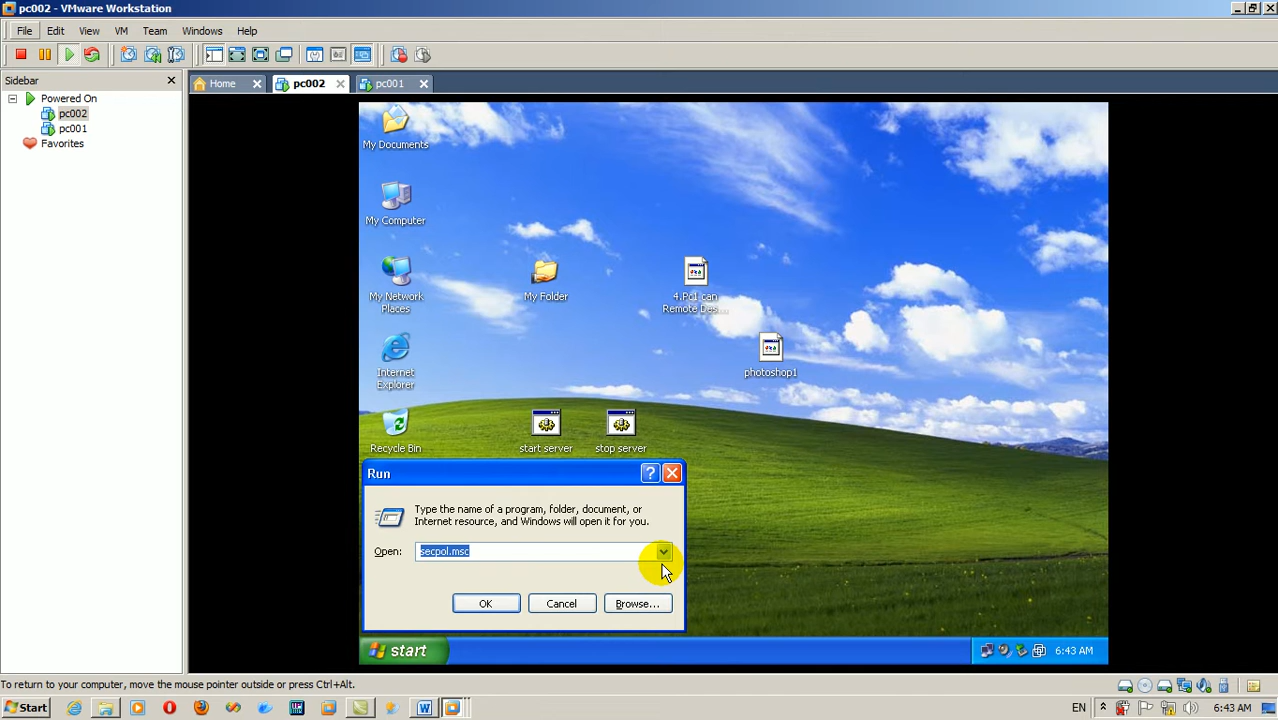 pc002 - VMware Workstation
File Edit View VM Team Windows Help
Sidebar
Home pc002 pc001
Powered On
pc002
pc001
Favorites
My Documents
My Computer
My Network
Places
My Folder
4.Pc1 can
Remote Des...
Internet
Explorer
photoshop1
Recycle Bin
start server
stop server
Run
Type the name of a program, folder, document, or
Internet resource, and Windows will open it for you.
Open: secpol.msc
OK Cancel Browse...
start
6:43 AM
To return to your computer, move the mouse pointer outside or press Ctrl+Alt.
Start
EN
6:43 AM